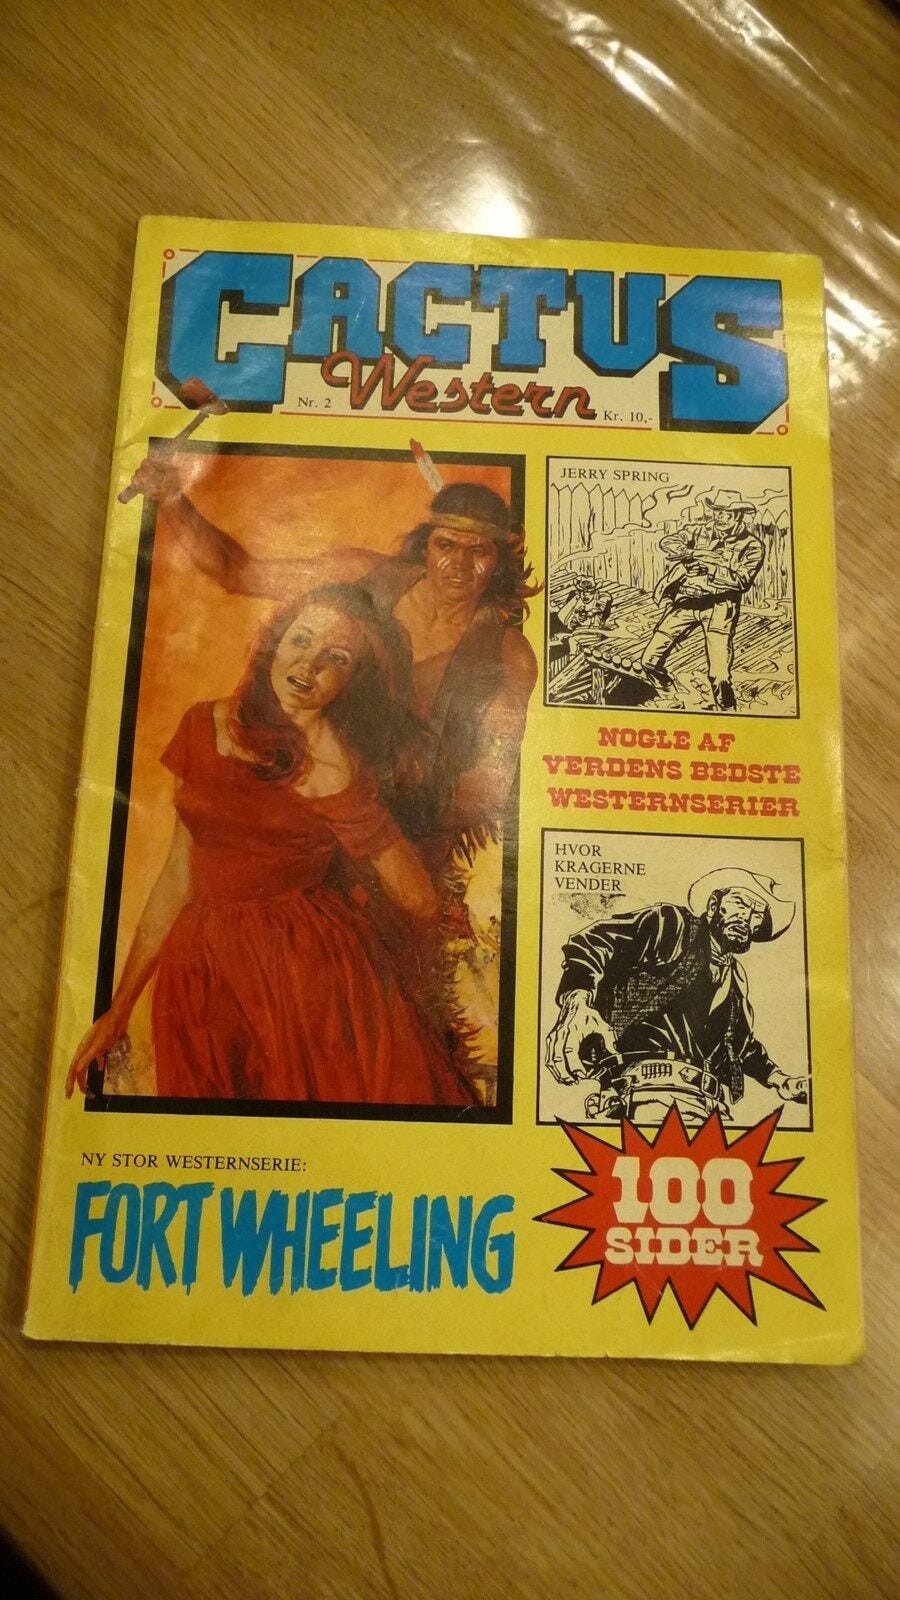 CACTUS
Western
Nr. 2
Kr. 10,-
JERRY SPRING
NOGLE AF
VERDENS BEDSTE
WESTERNSERIER
HVOR
KRAGERNE
VENDER
NY STOR WESTERNSERIE:
FORT WHEELING
100
SIDER